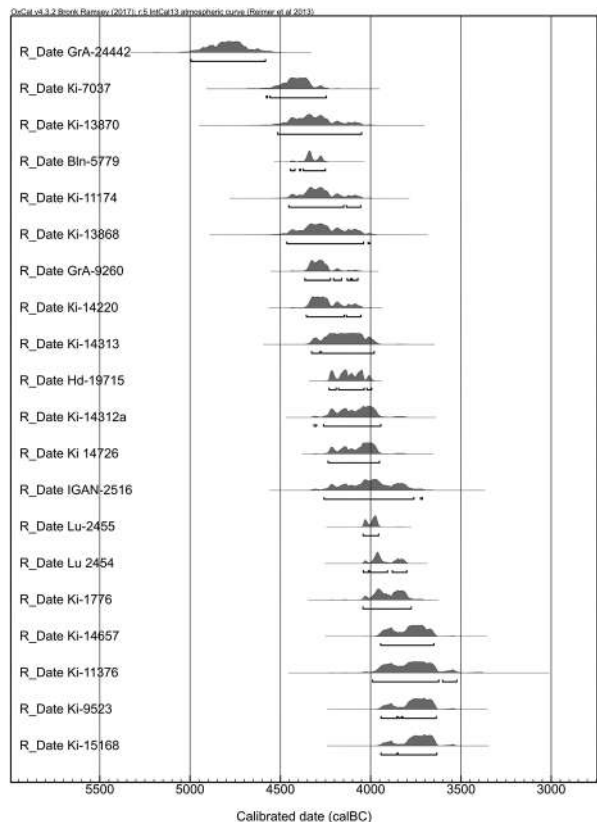 OxCal v4.3.2 Bronk Ramsey (2017); r:5 IntCal13 atmospheric curve (Reimer et al 2013)
R_Date GrA-24442
R_Date Ki-7037
R_Date Ki-13870
R_Date Bln-5779
R_Date Ki-11174
R_Date Ki-13868
R_Date GrA-9260
R_Date Ki-14220
R_Date Ki-14313
R_Date Hd-19715
R_Date Ki-14312a
R_Date Ki 14726
R_Date IGAN-2516
R_Date Lu-2455
R_Date Lu 2454
R_Date Ki-1776
R_Date Ki-14657
R_Date Ki-11376
R_Date Ki-9523
R_Date Ki-15168
5500 5000 4500 4000 3500 3000
Calibrated date (calBC)